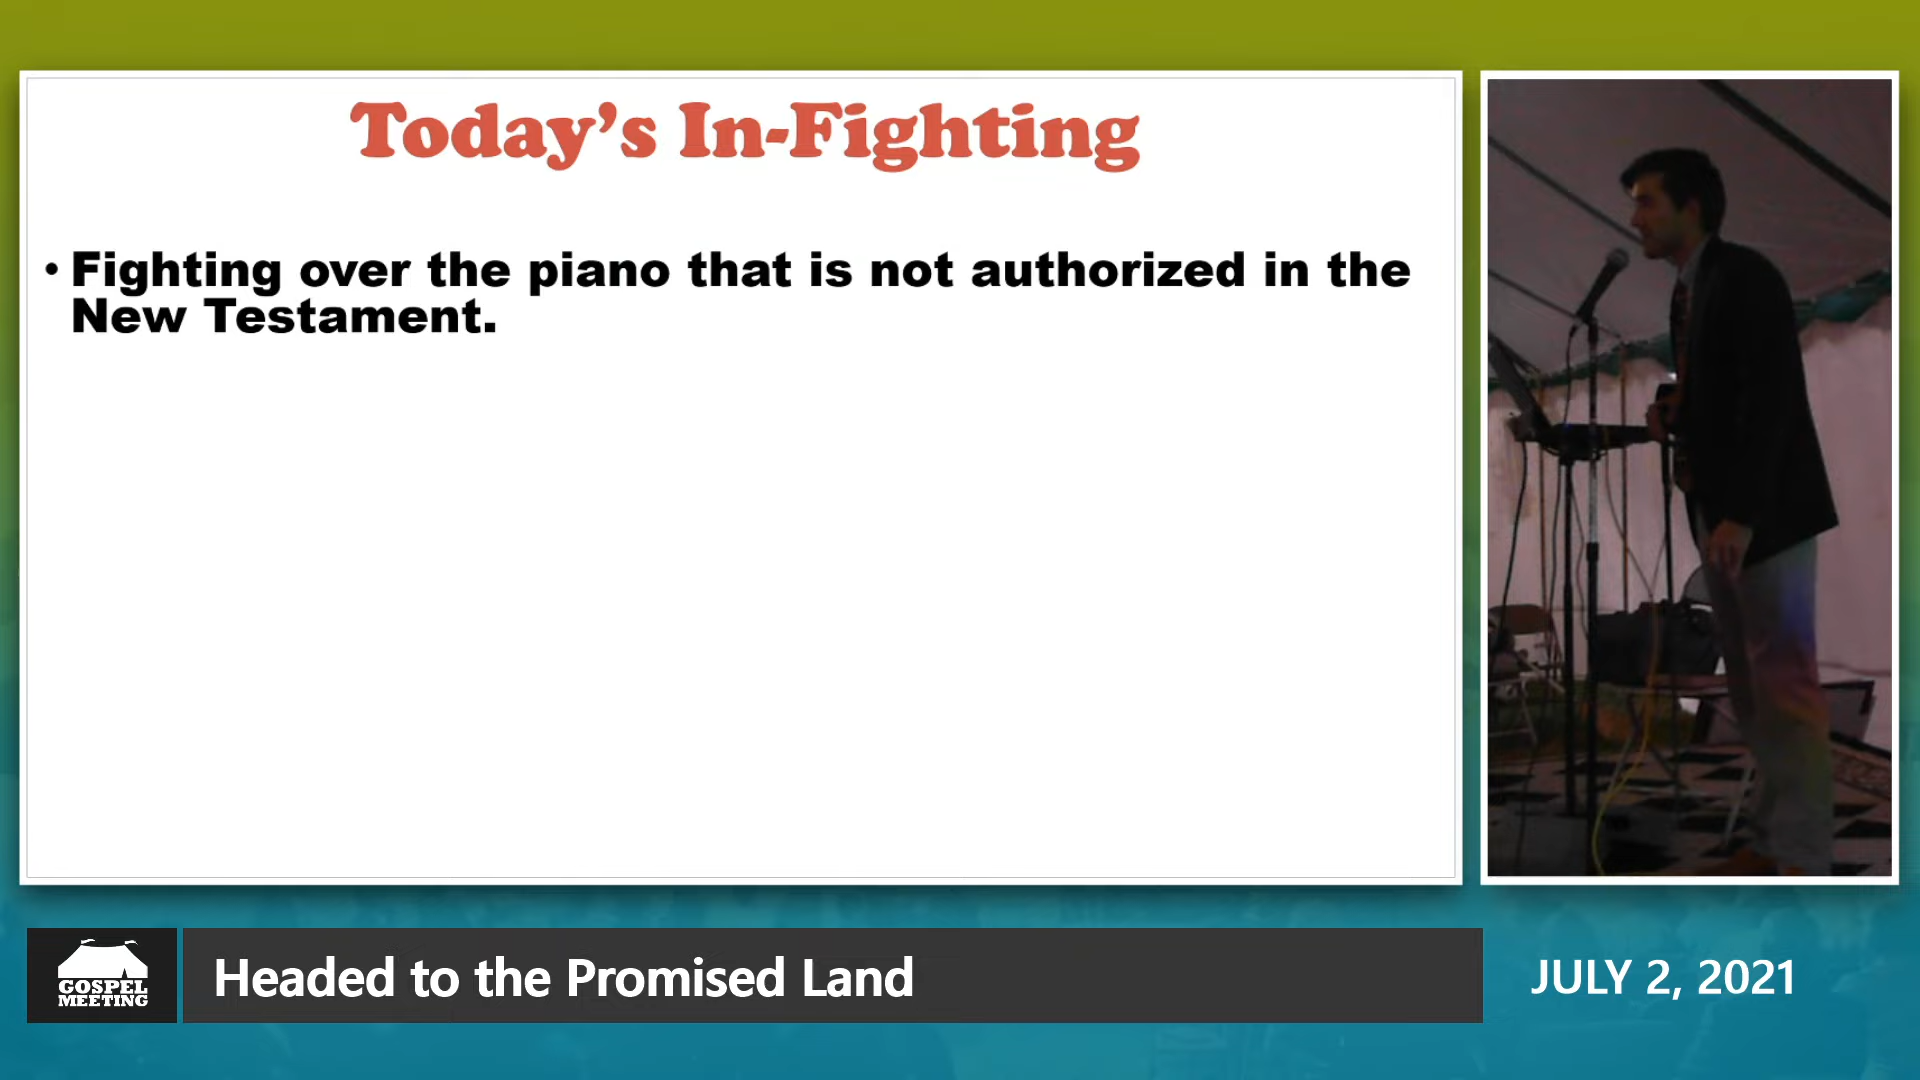 Today’s In-Fighting
• Fighting over the piano that is not authorized in the
New Testament.
GOSPEL
MEETING
Headed to the Promised Land
JULY 2, 2021